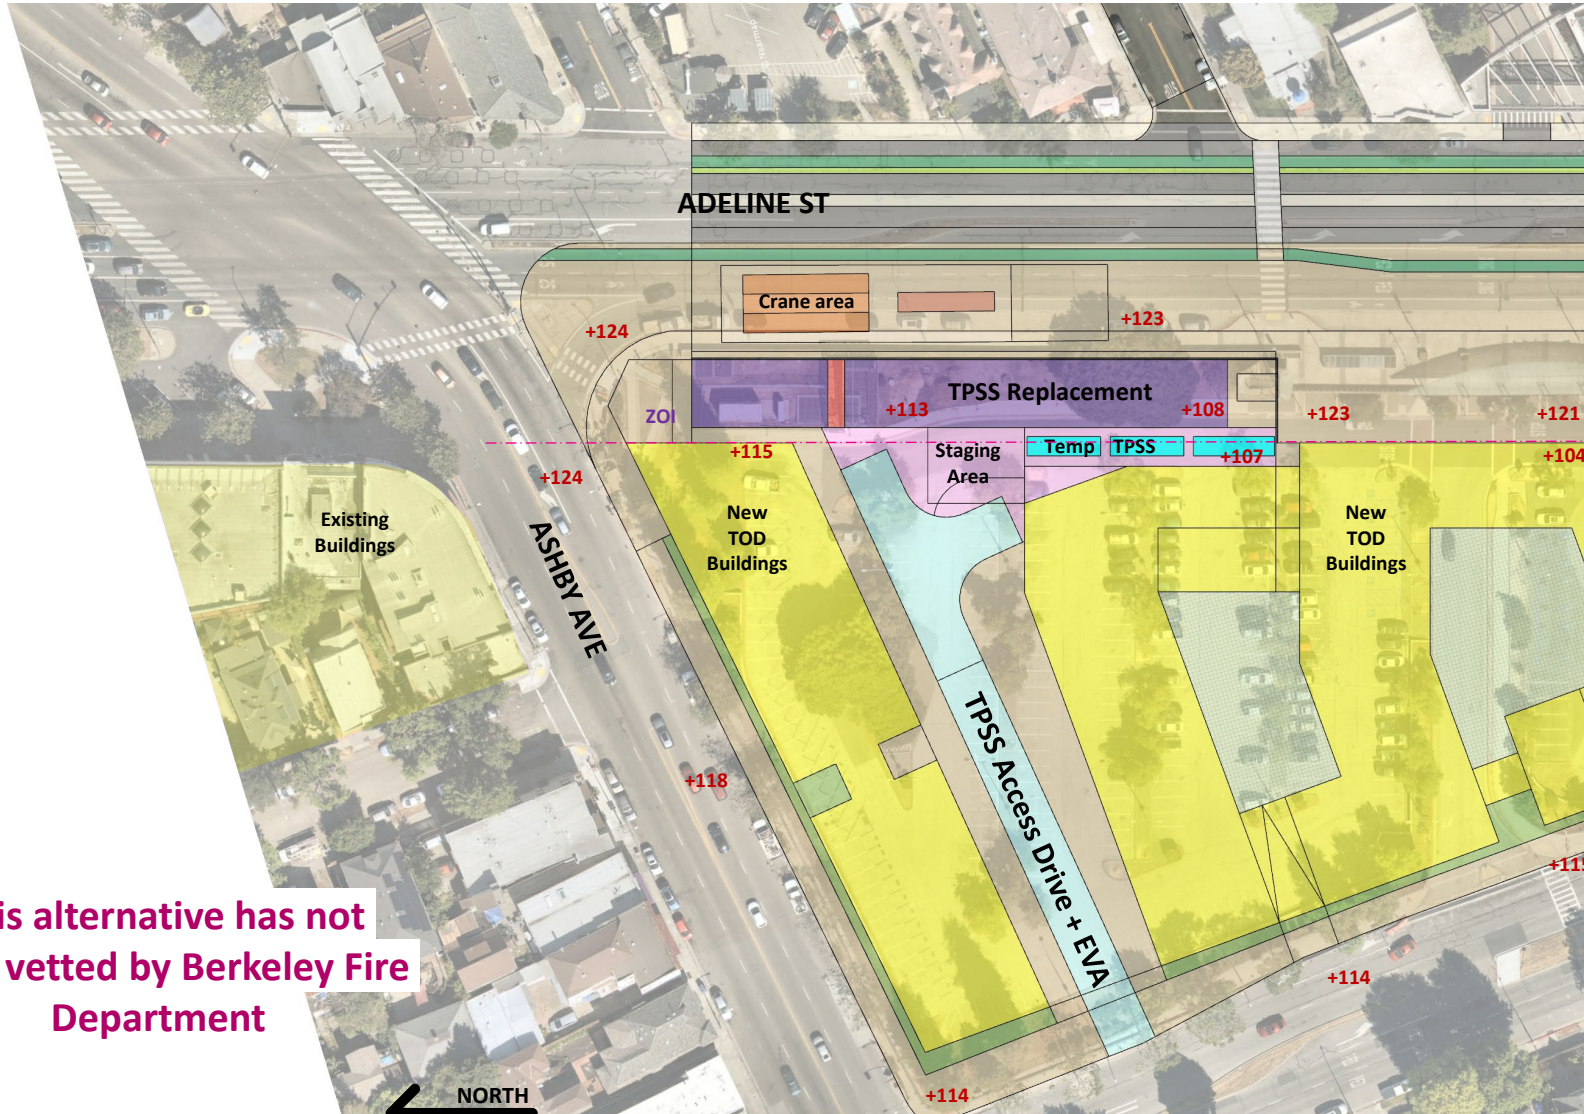 ADELINE ST
Crane area
+124
+123
TPSS Replacement
+113
+108
+123
+121
ZOI
+115
Staging
Area
Temp
TPSS
+107
+104
+124
Existing
Buildings
New
TOD
Buildings
New
TOD
Buildings
ASHBY AVE
+118
TPSS Access Drive + EVA
+115
is alternative has not
vetted by Berkeley Fire
Department
+114
+114
NORTH